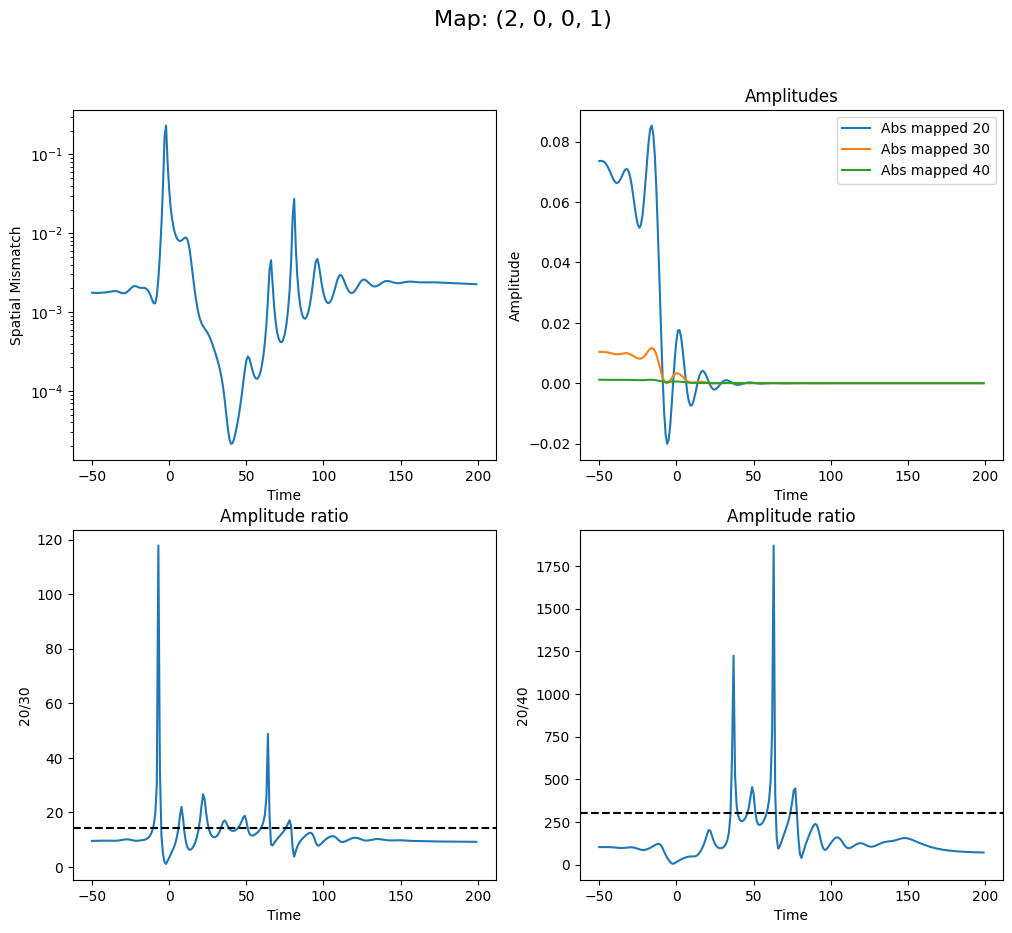 Map: (2, 0, 0, 1)
Spatial Mismatch
10⁻¹
10⁻²
10⁻³
10⁻⁴
−50 0 50 100 150 200
Time
Amplitudes
Amplitude
0.08
0.06
0.04
0.02
0.00
−0.02
Abs mapped 20
Abs mapped 30
Abs mapped 40
−50 0 50 100 150 200
Time
Amplitude ratio
20/30
120
100
80
60
40
20
0
−50 0 50 100 150 200
Time
Amplitude ratio
20/40
1750
1500
1250
1000
750
500
250
0
−50 0 50 100 150 200
Time